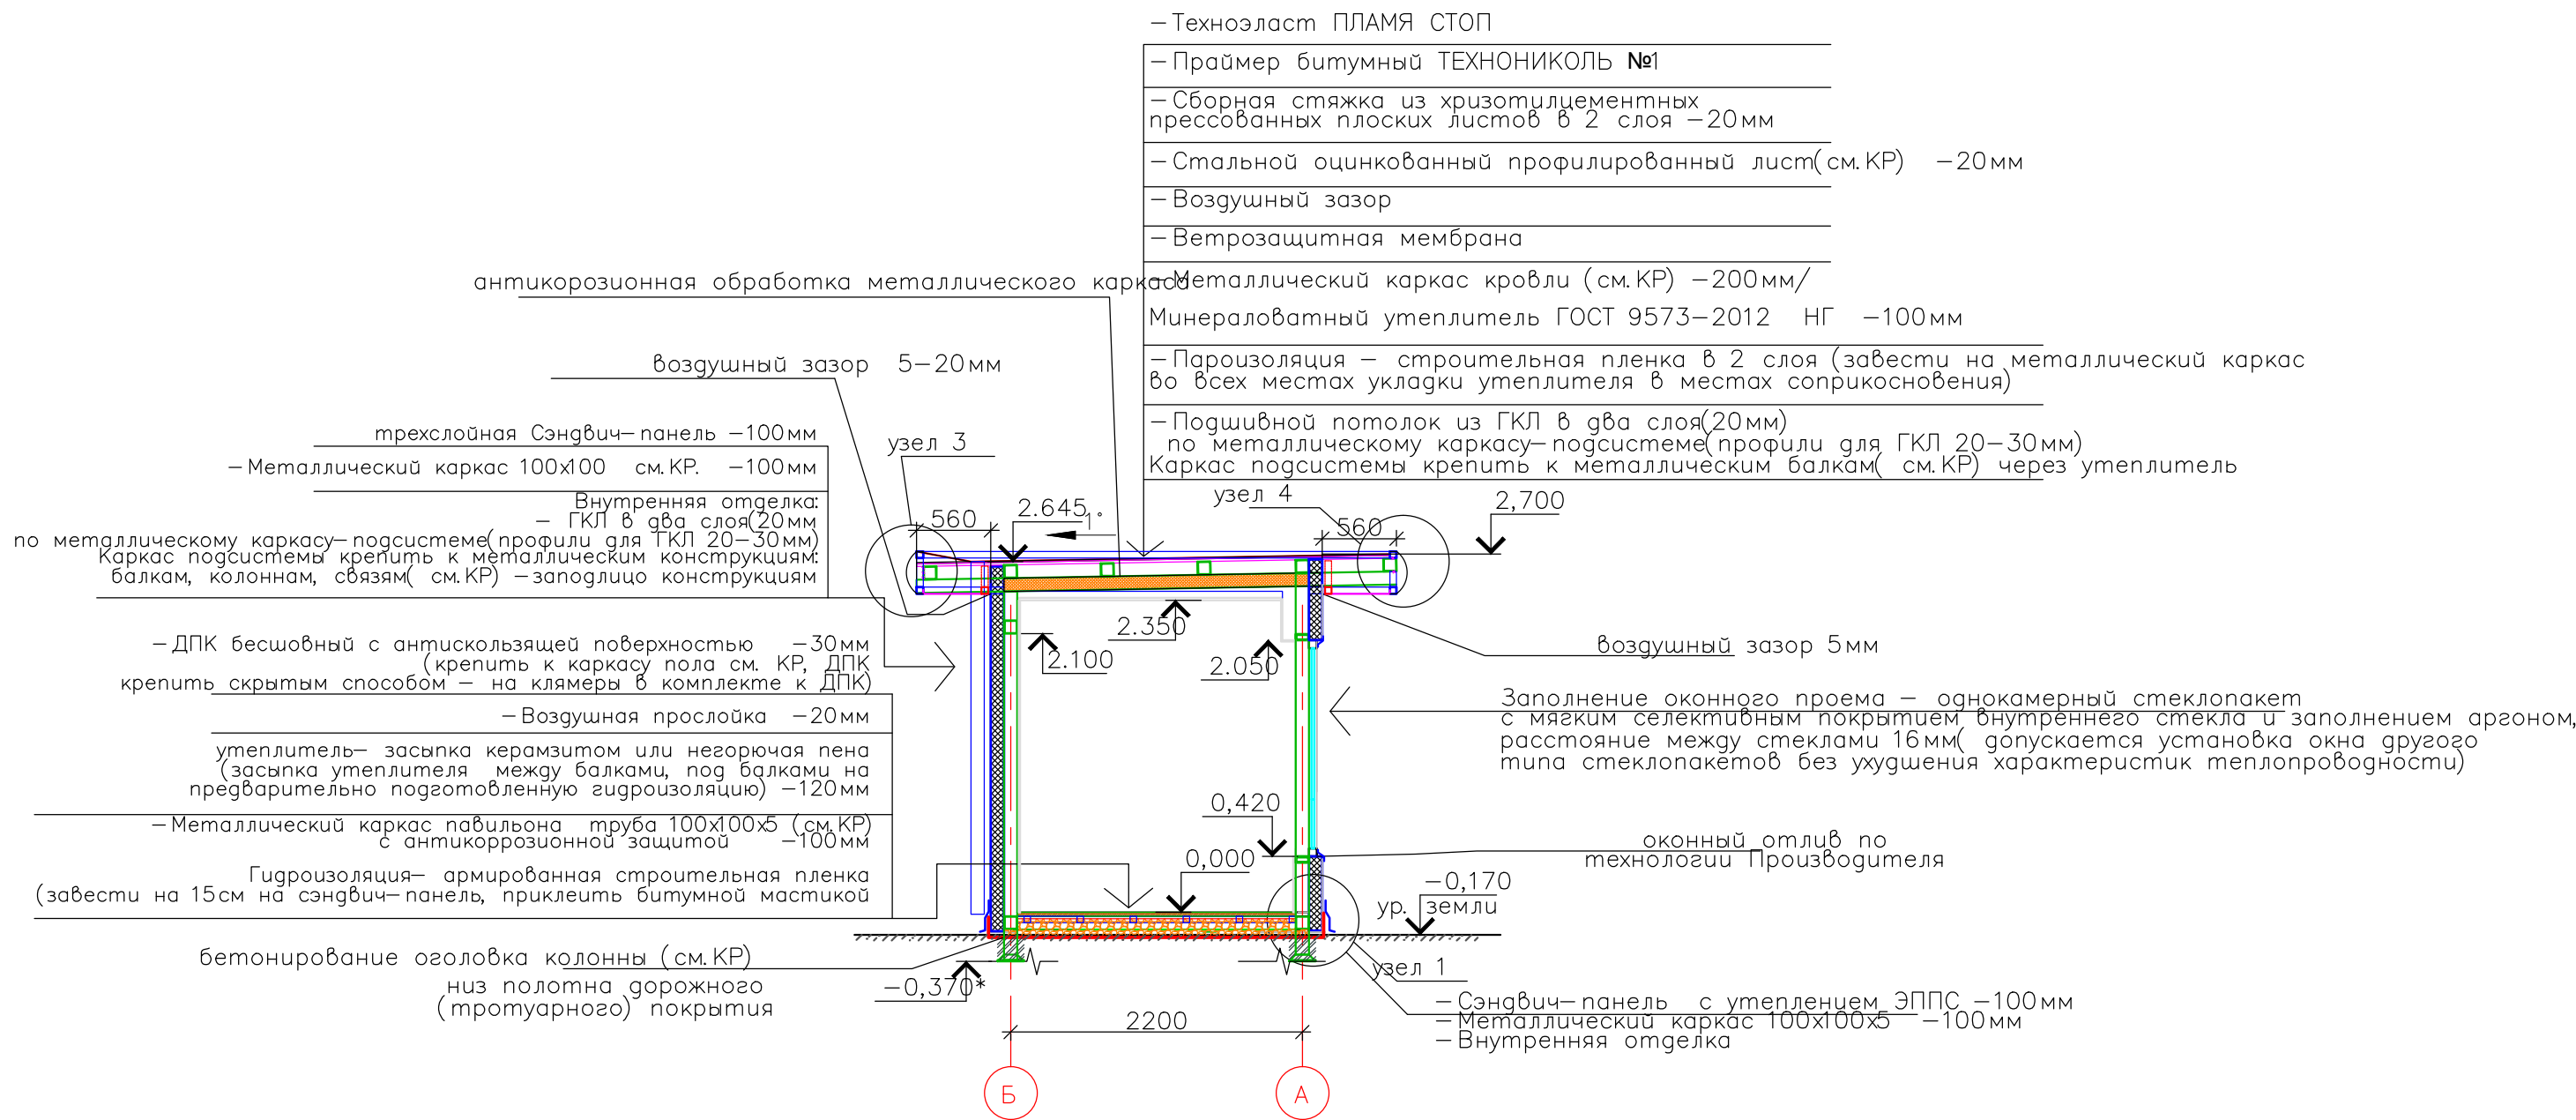 —Техноэласт ПЛАМЯ СТОП
—Праймер битумный ТЕХНОНИКОЛЬ №1
—Сборная стяжка из хризотилцементных
прессованных плоских листов в 2 слоя —20мм
—Стальной оцинкованный профилированный лист(см.КР) —20мм
—Воздушный зазор
—Ветрозащитная мембрана
—Металлический каркас кровли (см.КР) —200мм/
Минераловатный утеплитель ГОСТ 9573—2012 НГ —100мм
—Пароизоляция — строительная пленка в 2 слоя (завести на металлический каркас
во всех местах укладки утеплителя в местах соприкосновения)
—Подшивной потолок из ГКЛ в два слоя(20мм)
по металлическому каркасу—подсистеме(профили для ГКЛ 20—30мм)
Каркас подсистемы крепить к металлическим балкам( см.КР) через утеплитель
антикорозионная обработка металлического каркаса
воздушный зазор 5—20мм
трехслойная Сэндвич—панель —100мм
—Металлический каркас 100х100 см.КР. —100мм
Внутренняя отделка:
— ГКЛ в два слоя(20мм
по металлическому каркасу—подсистеме(профили для ГКЛ 20—30мм)
Каркас подсистемы крепить к металлическим конструкциям:
балкам, колоннам, связям( см.КР) —заподлицо конструкциям
узел 3
узел 4
560
2.645
1°
560
2,700
2.350
2.100
2.050
0,420
0,000
—ДПК бесшовный с антискользящей поверхностью —30мм
(крепить к каркасу пола см. КР, ДПК
крепить скрытым способом — на клямеры в комплекте к ДПК)
—Воздушная прослойка —20мм
утеплитель— засыпка керамзитом или негорючая пена
(засыпка утеплителя между балками, под балками на
предварительно подготовленную гидроизоляцию) —120мм
—Металлический каркас павильона труба 100х100х5 (см.КР)
с антикоррозионной защитой —100мм
Гидроизоляция— армированная строительная пленка
(завести на 15см на сэндвич—панель, приклеить битумной мастикой
воздушный зазор 5мм
Заполнение оконного проема — однокамерный стеклопакет
с мягким селективным покрытием внутреннего стекла и заполнением аргоном,
расстояние между стеклами 16мм( допускается установка окна другого
типа стеклопакетов без ухудшения характеристик теплопроводности)
оконный отлив по
технологии Производителя
—0,170
ур. земли
бетонирование оголовка колонны (см.КР)
низ полотна дорожного
(тротуарного) покрытия
—0,370*
узел 1
—Сэндвич—панель с утеплением ЭППС —100мм
—Металлический каркас 100х100х5 —100мм
—Внутренняя отделка
2200
Б
А